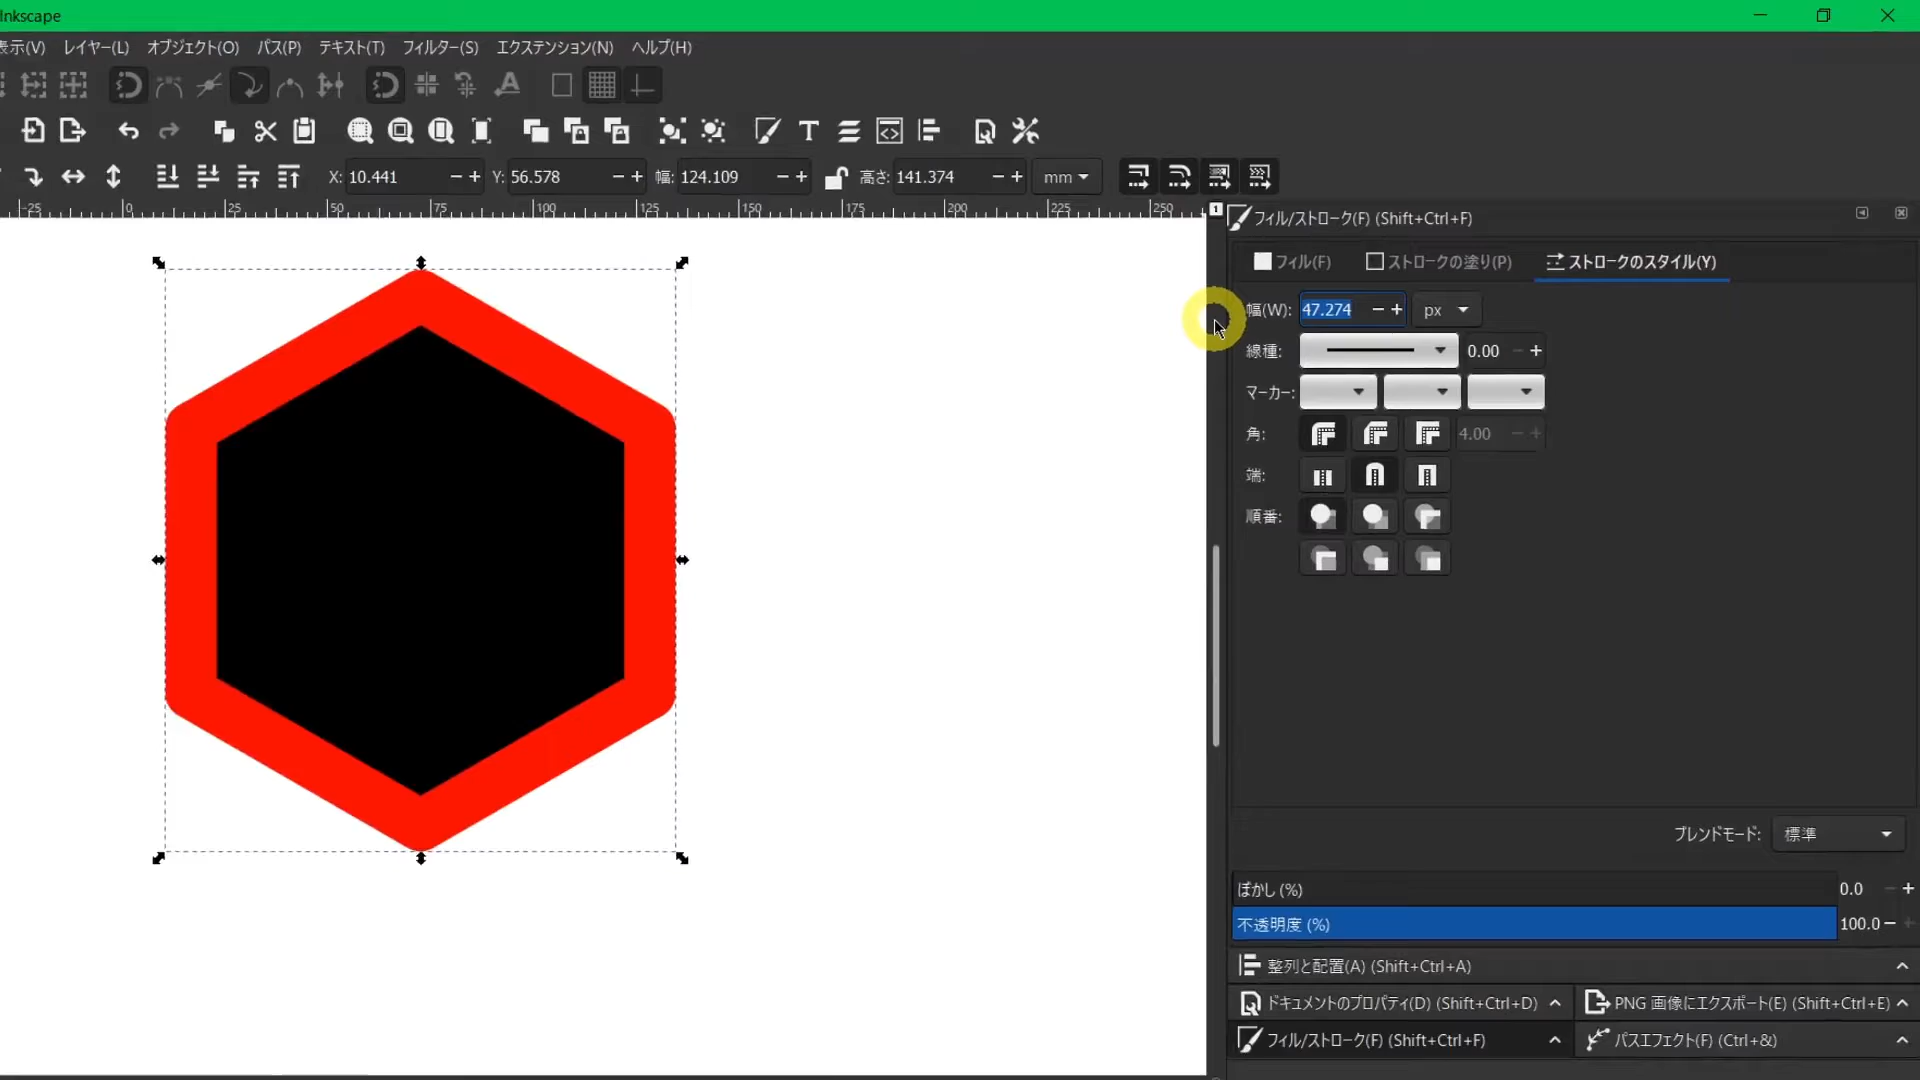 Inkscape
表示(V) レイヤー(L) オブジェクト(O) パス(P) テキスト(T) フィルター(S) エクステンション(N) ヘルプ(H)
X: 10.441 Y: 56.578 幅: 124.109 高さ: 141.374 mm
-25 0 25 50 75 100 125 150 175 200 225 250
1
フィル/ストローク(F) (Shift+Ctrl+F)
フィル(F) ストロークの塗り(P) ストロークのスタイル(Y)
幅(W): 47.274 px
線種: 0.00
マーカー:
角: 4.00
端:
順番:
ブレンドモード: 標準
ぼかし (%) 0.0
不透明度 (%) 100.0
整列と配置(A) (Shift+Ctrl+A)
ドキュメントのプロパティ(D) (Shift+Ctrl+D) PNG 画像にエクスポート(E) (Shift+Ctrl+E)
フィル/ストローク(F) (Shift+Ctrl+F) パスエフェクト(F) (Ctrl+&)